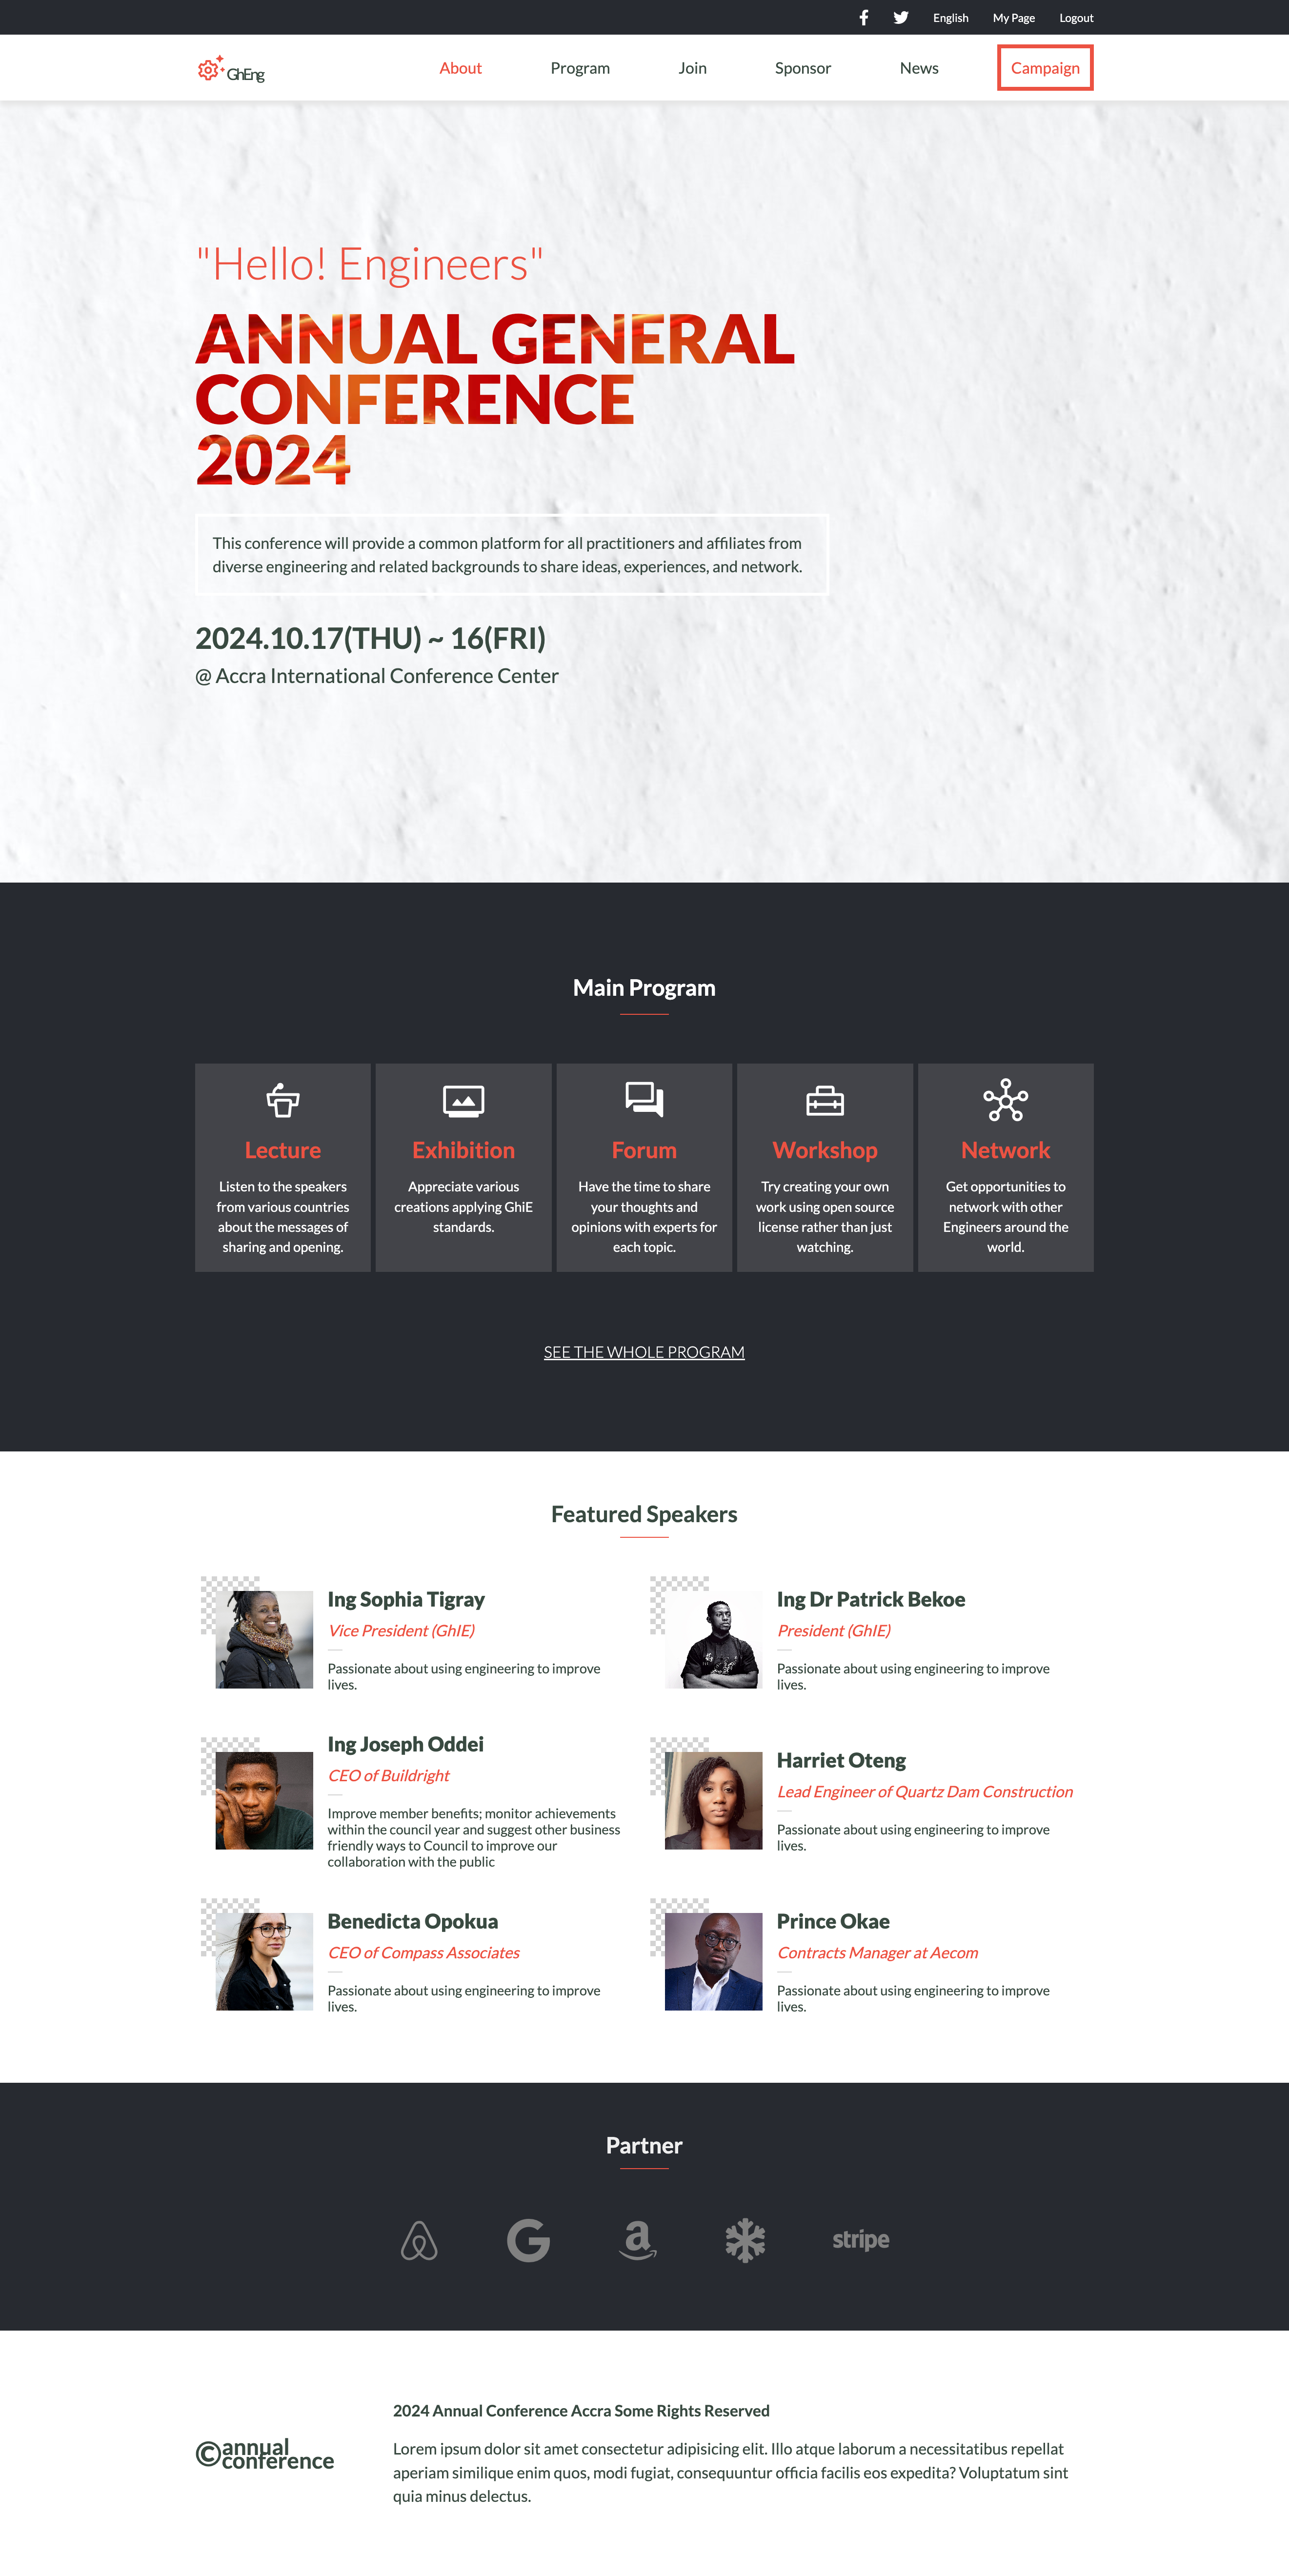 English My Page Logout
GhEng About Program Join Sponsor News Campaign
"Hello! Engineers"
ANNUAL GENERAL
CONFERENCE
2024
This conference will provide a common platform for all practitioners and affiliates from
diverse engineering and related backgrounds to share ideas, experiences, and network.
2024.10.17(THU) ~ 16(FRI)
@ Accra International Conference Center
Main Program
Lecture
Listen to the speakers
from various countries
about the messages of
sharing and opening.
Exhibition
Appreciate various
creations applying GhiE
standards.
Forum
Have the time to share
your thoughts and
opinions with experts for
each topic.
Workshop
Try creating your own
work using open source
license rather than just
watching.
Network
Get opportunities to
network with other
Engineers around the
world.
SEE THE WHOLE PROGRAM
Featured Speakers
Ing Sophia Tigray
Vice President (GhIE)
Passionate about using engineering to improve
lives.
Ing Dr Patrick Bekoe
President (GhIE)
Passionate about using engineering to improve
lives.
Ing Joseph Oddei
CEO of Buildright
Improve member benefits; monitor achievements
within the council year and suggest other business
friendly ways to Council to improve our
collaboration with the public
Harriet Oteng
Lead Engineer of Quartz Dam Construction
Passionate about using engineering to improve
lives.
Benedicta Opokua
CEO of Compass Associates
Passionate about using engineering to improve
lives.
Prince Okae
Contracts Manager at Aecom
Passionate about using engineering to improve
lives.
Partner
stripe
©annual
conference
2024 Annual Conference Accra Some Rights Reserved
Lorem ipsum dolor sit amet consectetur adipisicing elit. Illo atque laborum a necessitatibus repellat
aperiam similique enim quos, modi fugiat, consequuntur officia facilis eos expedita? Voluptatum sint
quia minus delectus.